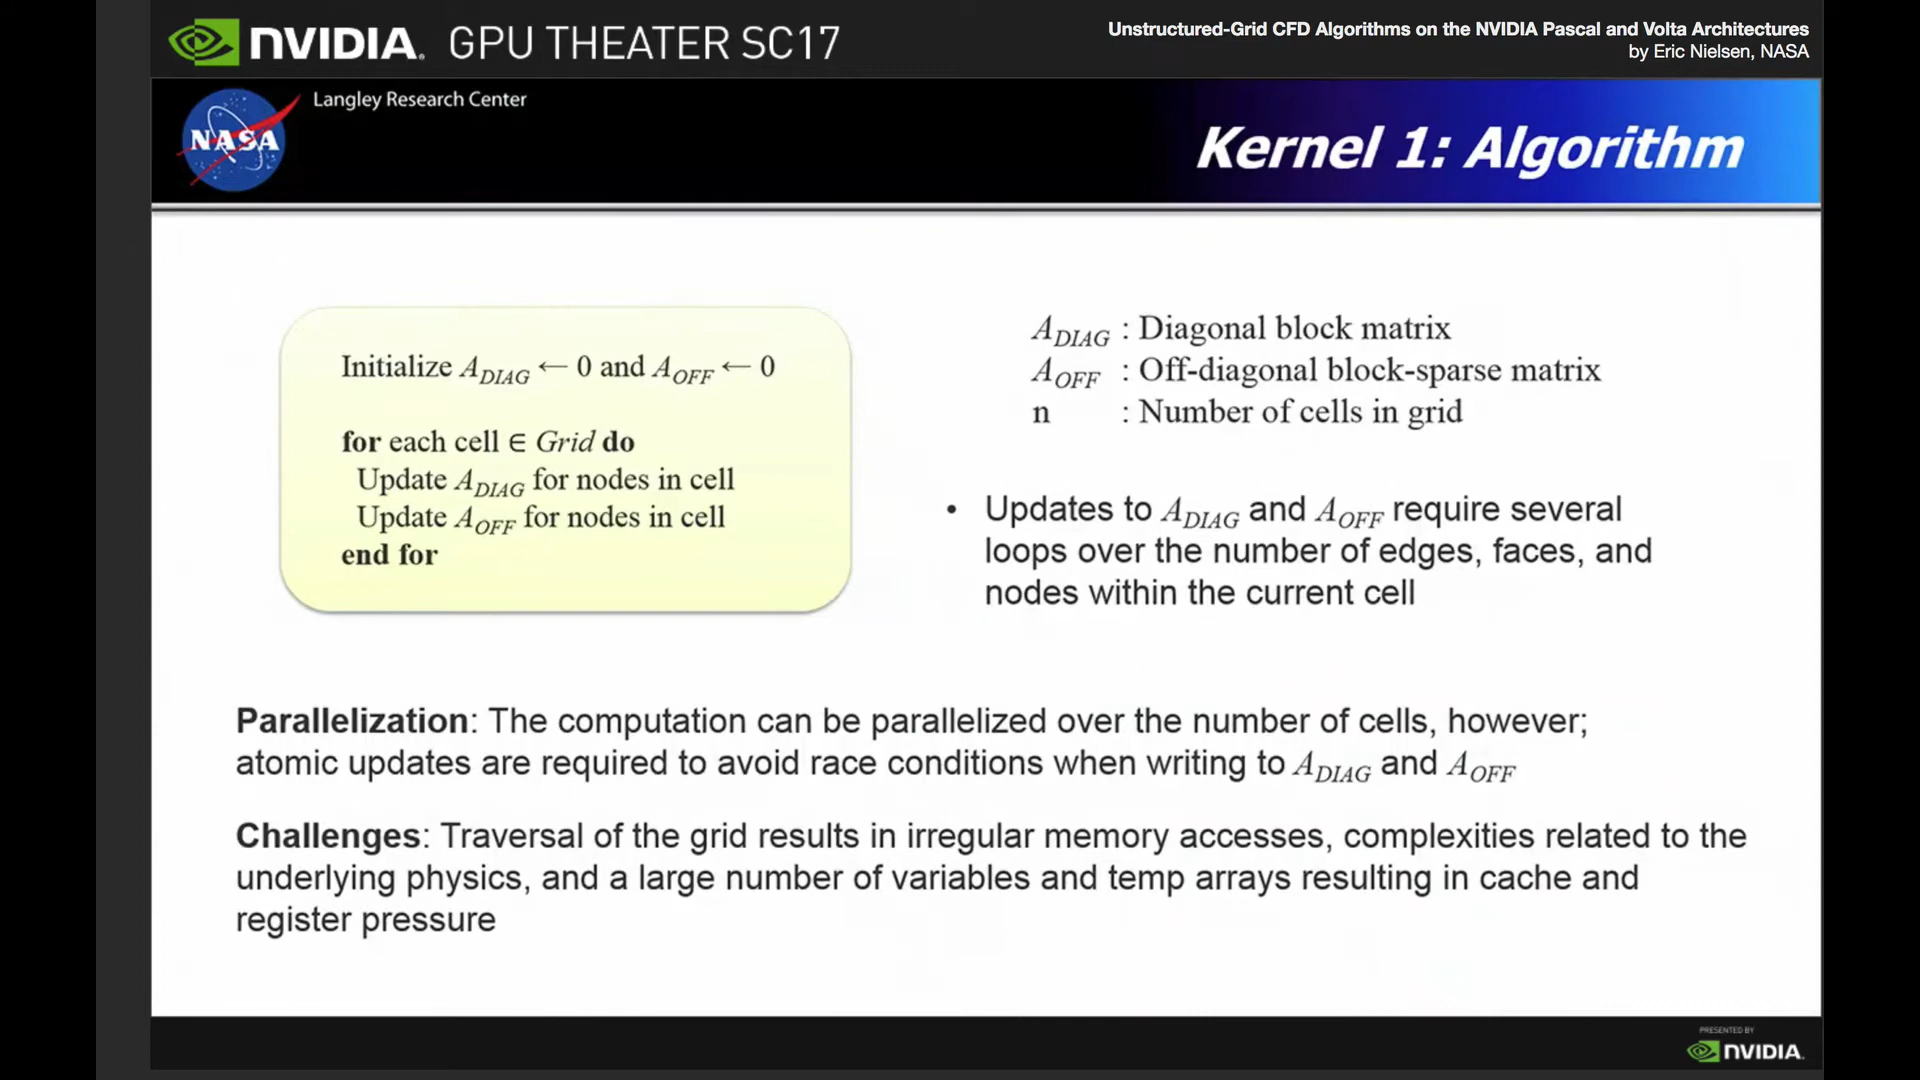 NVIDIA. GPU THEATER SC17
Unstructured-Grid CFD Algorithms on the NVIDIA Pascal and Volta Architectures
by Eric Nielsen, NASA
NASA
Langley Research Center
Kernel 1: Algorithm
Initialize A_DIAG ← 0 and A_OFF ← 0
for each cell ∈ Grid do
Update A_DIAG for nodes in cell
Update A_OFF for nodes in cell
end for
A_DIAG : Diagonal block matrix
A_OFF : Off-diagonal block-sparse matrix
n : Number of cells in grid
• Updates to A_DIAG and A_OFF require several
loops over the number of edges, faces, and
nodes within the current cell
Parallelization: The computation can be parallelized over the number of cells, however;
atomic updates are required to avoid race conditions when writing to A_DIAG and A_OFF
Challenges: Traversal of the grid results in irregular memory accesses, complexities related to the
underlying physics, and a large number of variables and temp arrays resulting in cache and
register pressure
PRESENTED BY
NVIDIA.